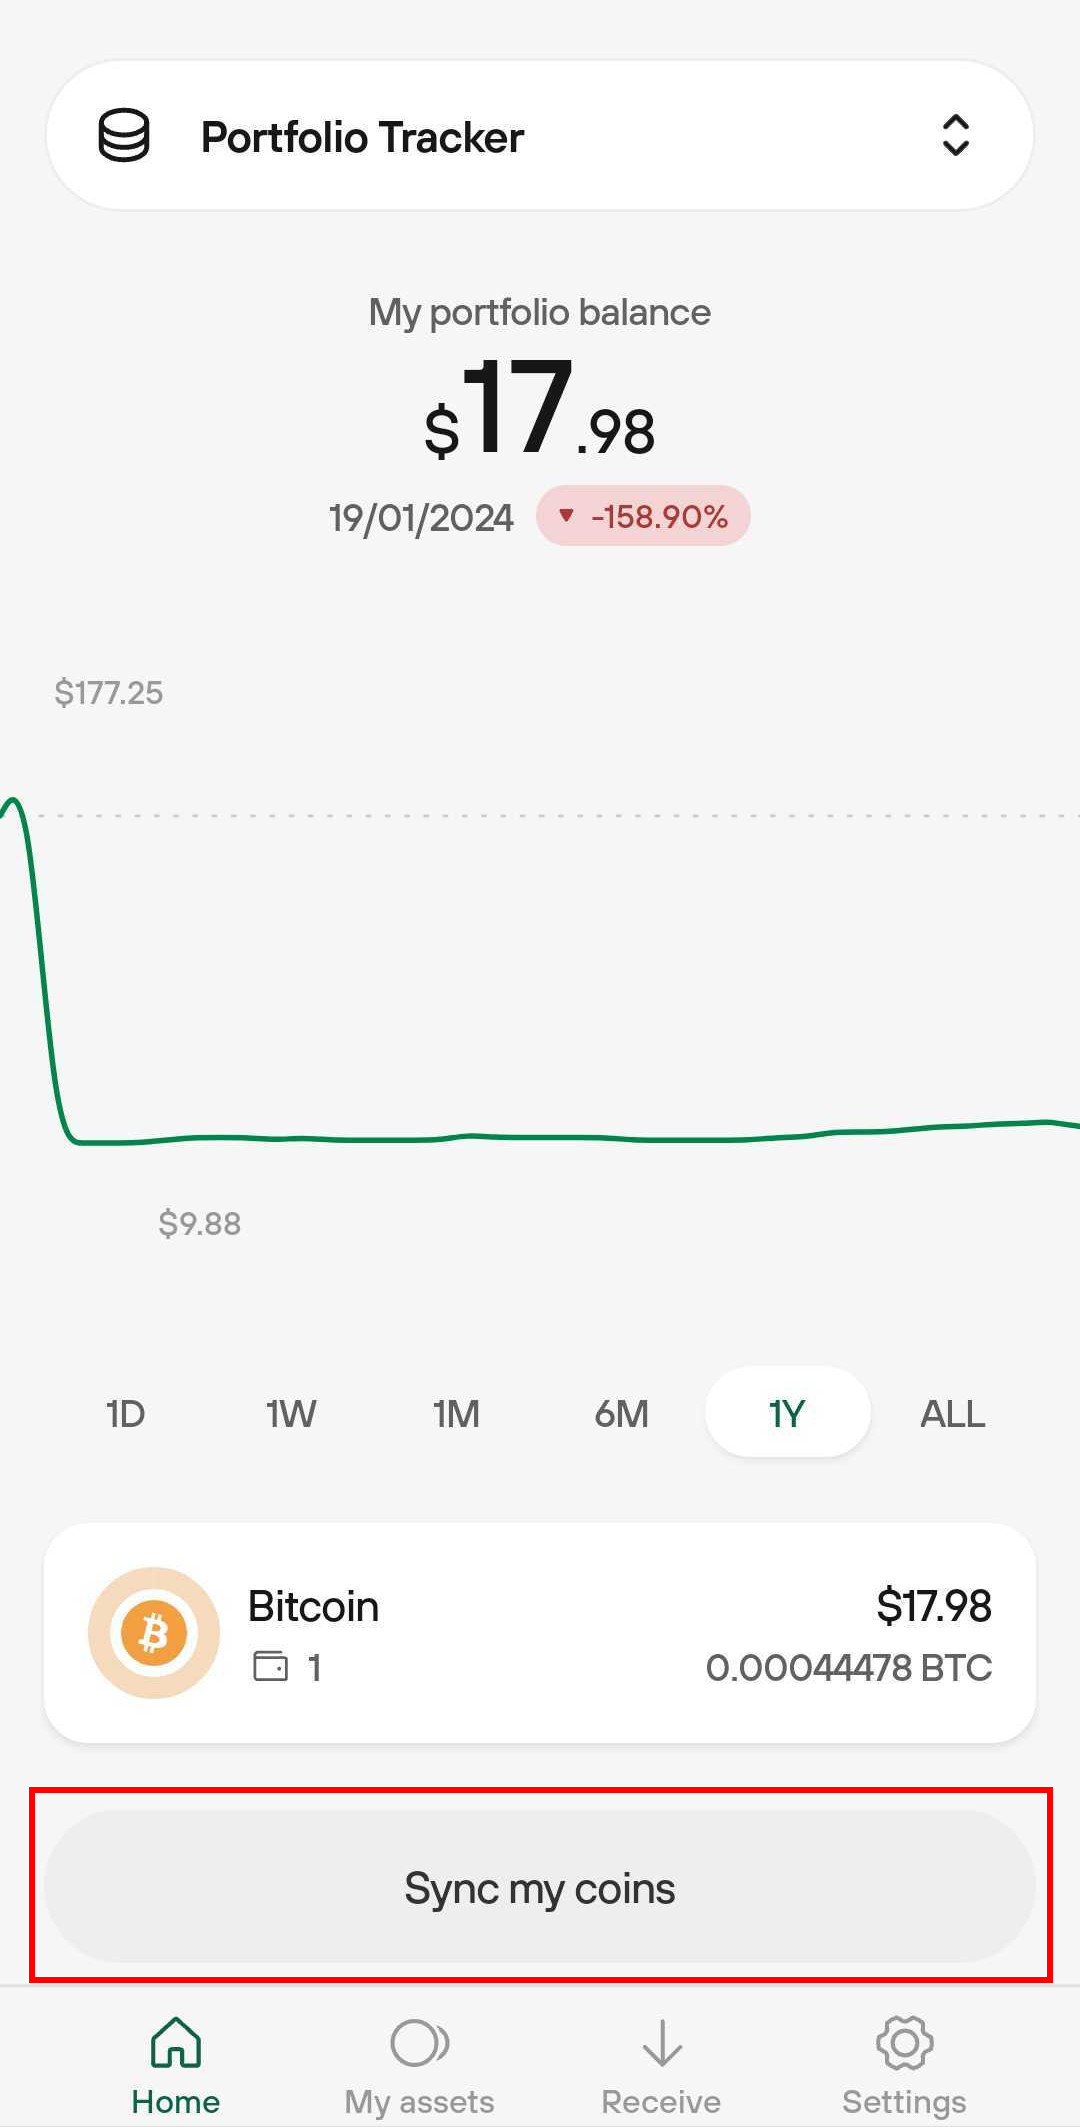 Portfolio Tracker
My portfolio balance
$17.98
19/01/2024 -158.90%
$177.25
$9.88
1D 1W 1M 6M 1Y ALL
Bitcoin $17.98
1 0.00044478 BTC
Sync my coins
Home My assets Receive Settings